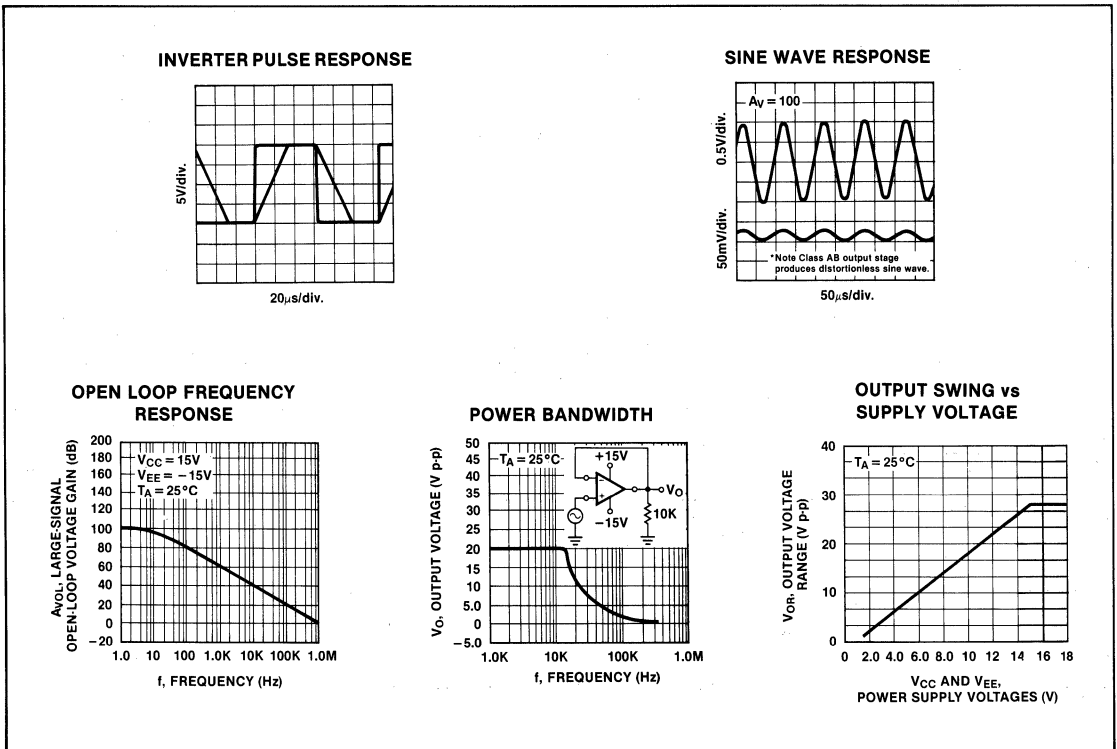 INVERTER PULSE RESPONSE
5V/div.
20μs/div.
SINE WAVE RESPONSE
AV = 100
0.5V/div.
50mV/div.
*Note Class AB output stage
produces distortionless sine wave.
50μs/div.
OPEN LOOP FREQUENCY
RESPONSE
AVOL, LARGE-SIGNAL
OPEN-LOOP VOLTAGE GAIN (dB)
200
180
160
140
120
100
80
60
40
20
0
−20
VCC = 15V
VEE = −15V
TA = 25°C
1.0 10 100 1.0K 10K 100K 1.0M
f, FREQUENCY (Hz)
POWER BANDWIDTH
VO, OUTPUT VOLTAGE (V p-p)
50
45
40
35
30
25
20
15
10
5.0
0
−5.0
TA = 25°C
+15V
−
+
VO
−15V
10K
1.0K 10K 100K 1.0M
f, FREQUENCY (Hz)
OUTPUT SWING vs
SUPPLY VOLTAGE
VOR, OUTPUT VOLTAGE
RANGE (V p-p)
40
30
20
10
0
TA = 25°C
0 2.0 4.0 6.0 8.0 10 12 14 15 16 18
VCC AND VEE,
POWER SUPPLY VOLTAGES (V)